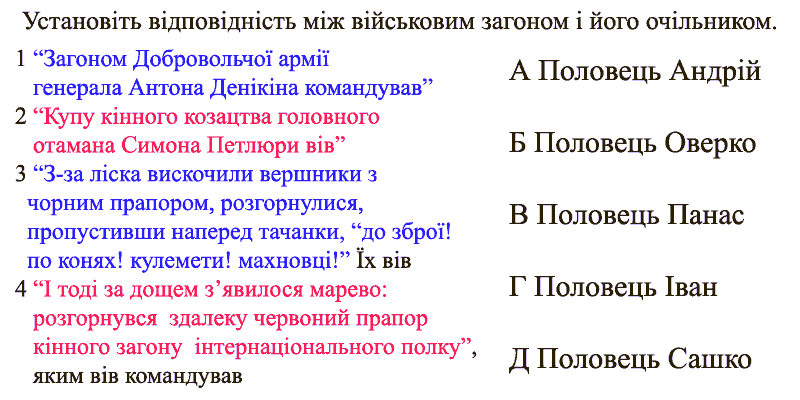 Установіть відповідність між військовим загоном і його очільником.
1 “Загоном Добровольчої армії
генерала Антона Денікіна командував”
2 “Купу кінного козацтва головного
отамана Симона Петлюри вів”
3 “З-за ліска вискочили вершники з
чорним прапором, розгорнулися,
пропустивши наперед тачанки, “до зброї!
по конях! кулемети! махновці!” Їх вів
4 “І тоді за дощем з’явилося марево:
розгорнувся здалеку червоний прапор
кінного загону інтернаціонального полку”,
яким вів командував
А Половець Андрій
Б Половець Оверко
В Половець Панас
Г Половець Іван
Д Половець Сашко